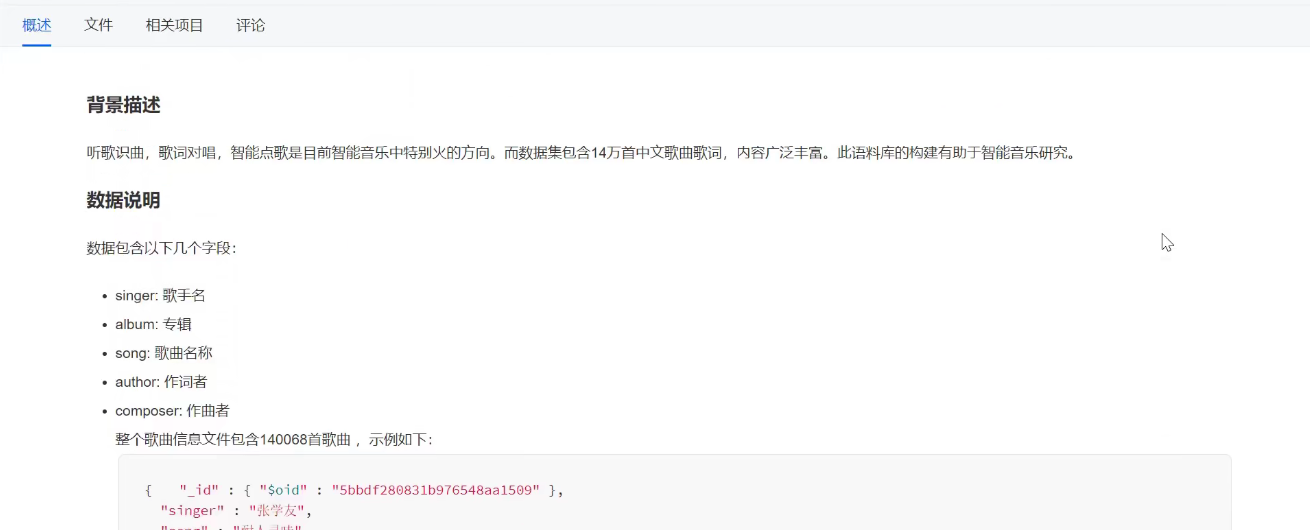 概述 文件 相关项目 评论
背景描述
听歌识曲，歌词对唱，智能点歌是目前智能音乐中特别火的方向。而数据集包含14万首中文歌曲歌词，内容广泛丰富。此语料库的构建有助于智能音乐研究。
数据说明
数据包含以下几个字段：
• singer: 歌手名
• album: 专辑
• song: 歌曲名称
• author: 作词者
• composer: 作曲者
整个歌曲信息文件包含140068首歌曲 ，示例如下：
{ "_id" : { "$oid" : "5bbdf280831b976548aa1509" },
"singer" : "张学友",